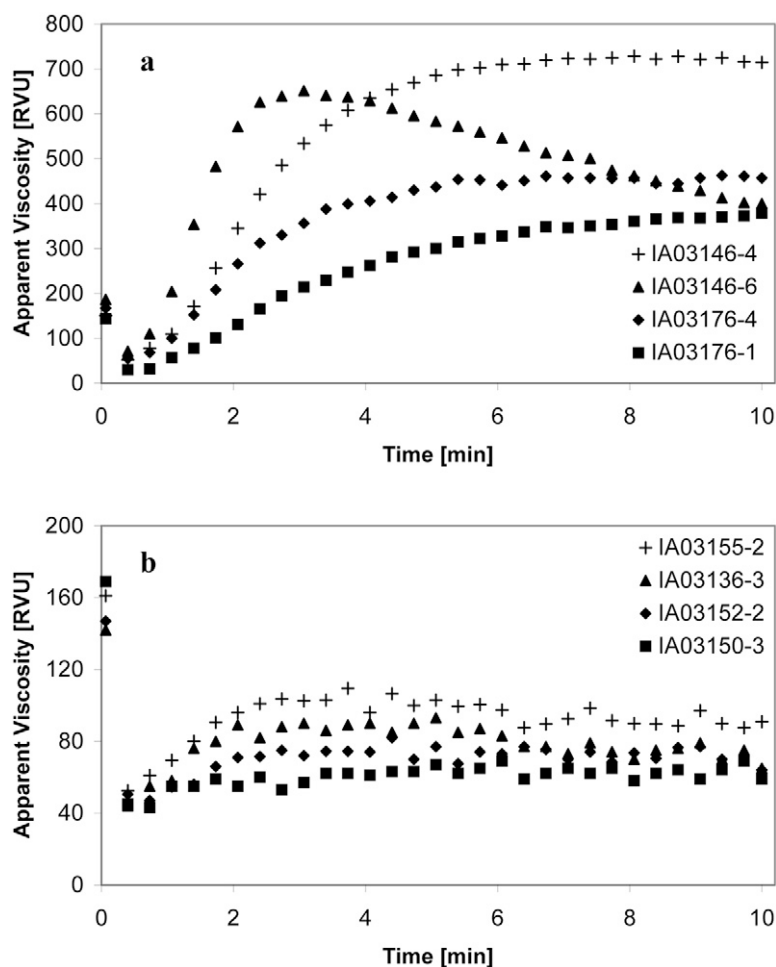 800
700
600
500
400
300
200
100
0
Apparent Viscosity [RVU]
a
IA03146-4
IA03146-6
IA03176-4
IA03176-1
0 2 4 6 8 10
Time [min]
200
160
120
80
40
0
Apparent Viscosity [RVU]
b
IA03155-2
IA03136-3
IA03152-2
IA03150-3
0 2 4 6 8 10
Time [min]